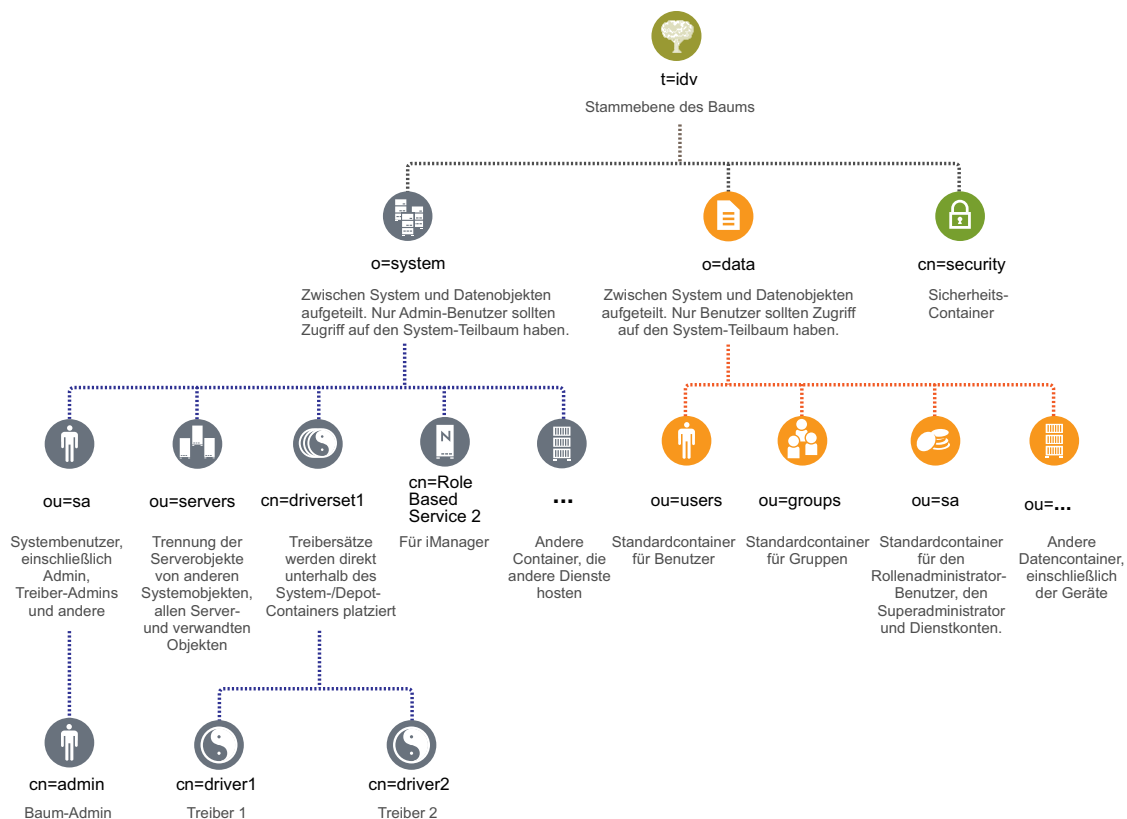 t=idv
Stammebene des Baums
o=system
Zwischen System und Datenobjekten
aufgeteilt. Nur Admin-Benutzer sollten
Zugriff auf den System-Teilbaum haben.
o=data
Zwischen System und Datenobjekten
aufgeteilt. Nur Benutzer sollten Zugriff
auf den System-Teilbaum haben.
cn=security
Sicherheits-
Container
ou=sa
Systembenutzer,
einschließlich
Admin,
Treiber-Admins
und andere
ou=servers
Trennung der
Serverobjekte
von anderen
Systemobjekten,
allen Server-
und verwandten
Objekten
cn=driverset1
Treibersätze
werden direkt
unterhalb des
System-/Depot-
Containers platziert
N
cn=Role
Based
Service 2
Für iManager
...
Andere
Container, die
andere Dienste
hosten
ou=users
Standardcontainer
für Benutzer
ou=groups
Standardcontainer
für Gruppen
ou=sa
Standardcontainer
für den
Rollenadministrator-
Benutzer, den
Superadministrator
und Dienstkonten.
ou=...
Andere
Datencontainer,
einschließlich
der Geräte
cn=admin
Baum-Admin
cn=driver1
Treiber 1
cn=driver2
Treiber 2